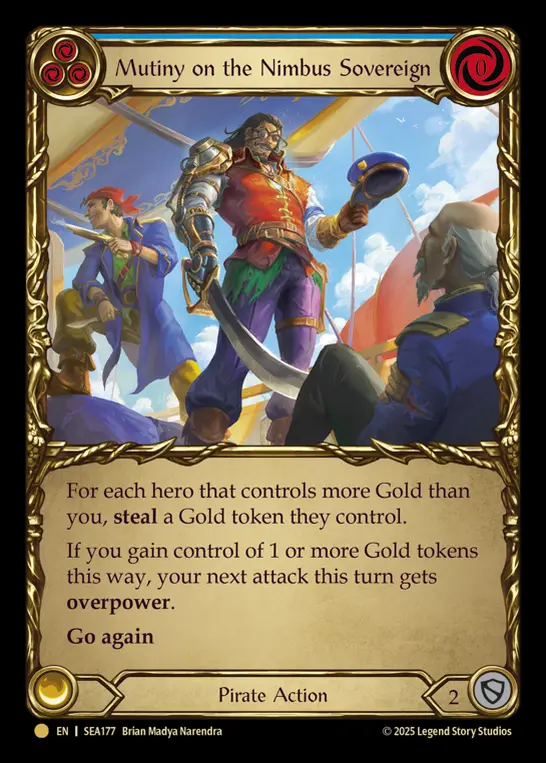 0
Mutiny on the Nimbus Sovereign
For each hero that controls more Gold than
you, steal a Gold token they control.
If you gain control of 1 or more Gold tokens
this way, your next attack this turn gets
overpower.
Go again
Pirate Action
2
EN | SEA177 Brian Madya Narendra
© 2025 Legend Story Studios